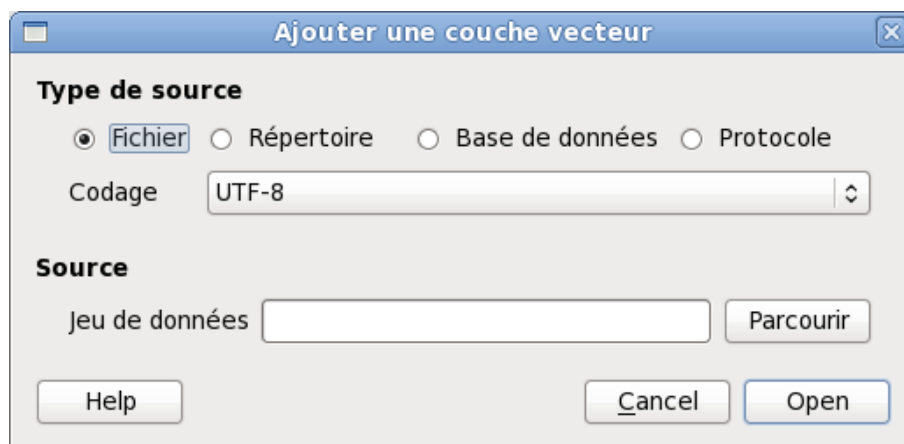 Ajouter une couche vecteur
Type de source
Fichier Répertoire Base de données Protocole
Codage UTF-8
Source
Jeu de données Parcourir
Help Cancel Open